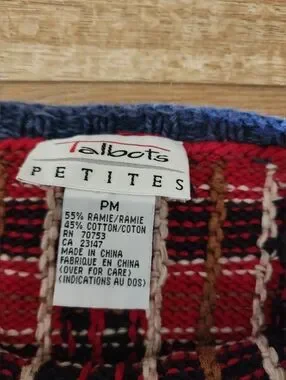 Talbots
PETITES
PM
55% RAMIE/RAMIE
45% COTTON/COTON
RN 70753
CA 23147
MADE IN CHINA
FABRIQUE EN CHINA
(OVER FOR CARE)
(INDICATIONS AU DOS)